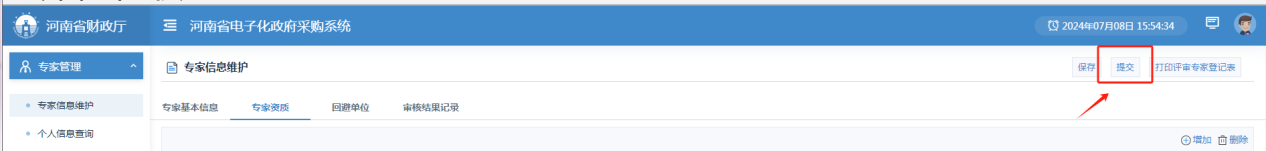 河南省财政厅 河南省电子化政府采购系统 2024年07月08日 15:54:34
专家管理 专家信息维护 保存 提交 打印评审专家登记表
专家信息维护 专家基本信息 专家资质 回避单位 审核结果记录
个人信息查询 增加 删除